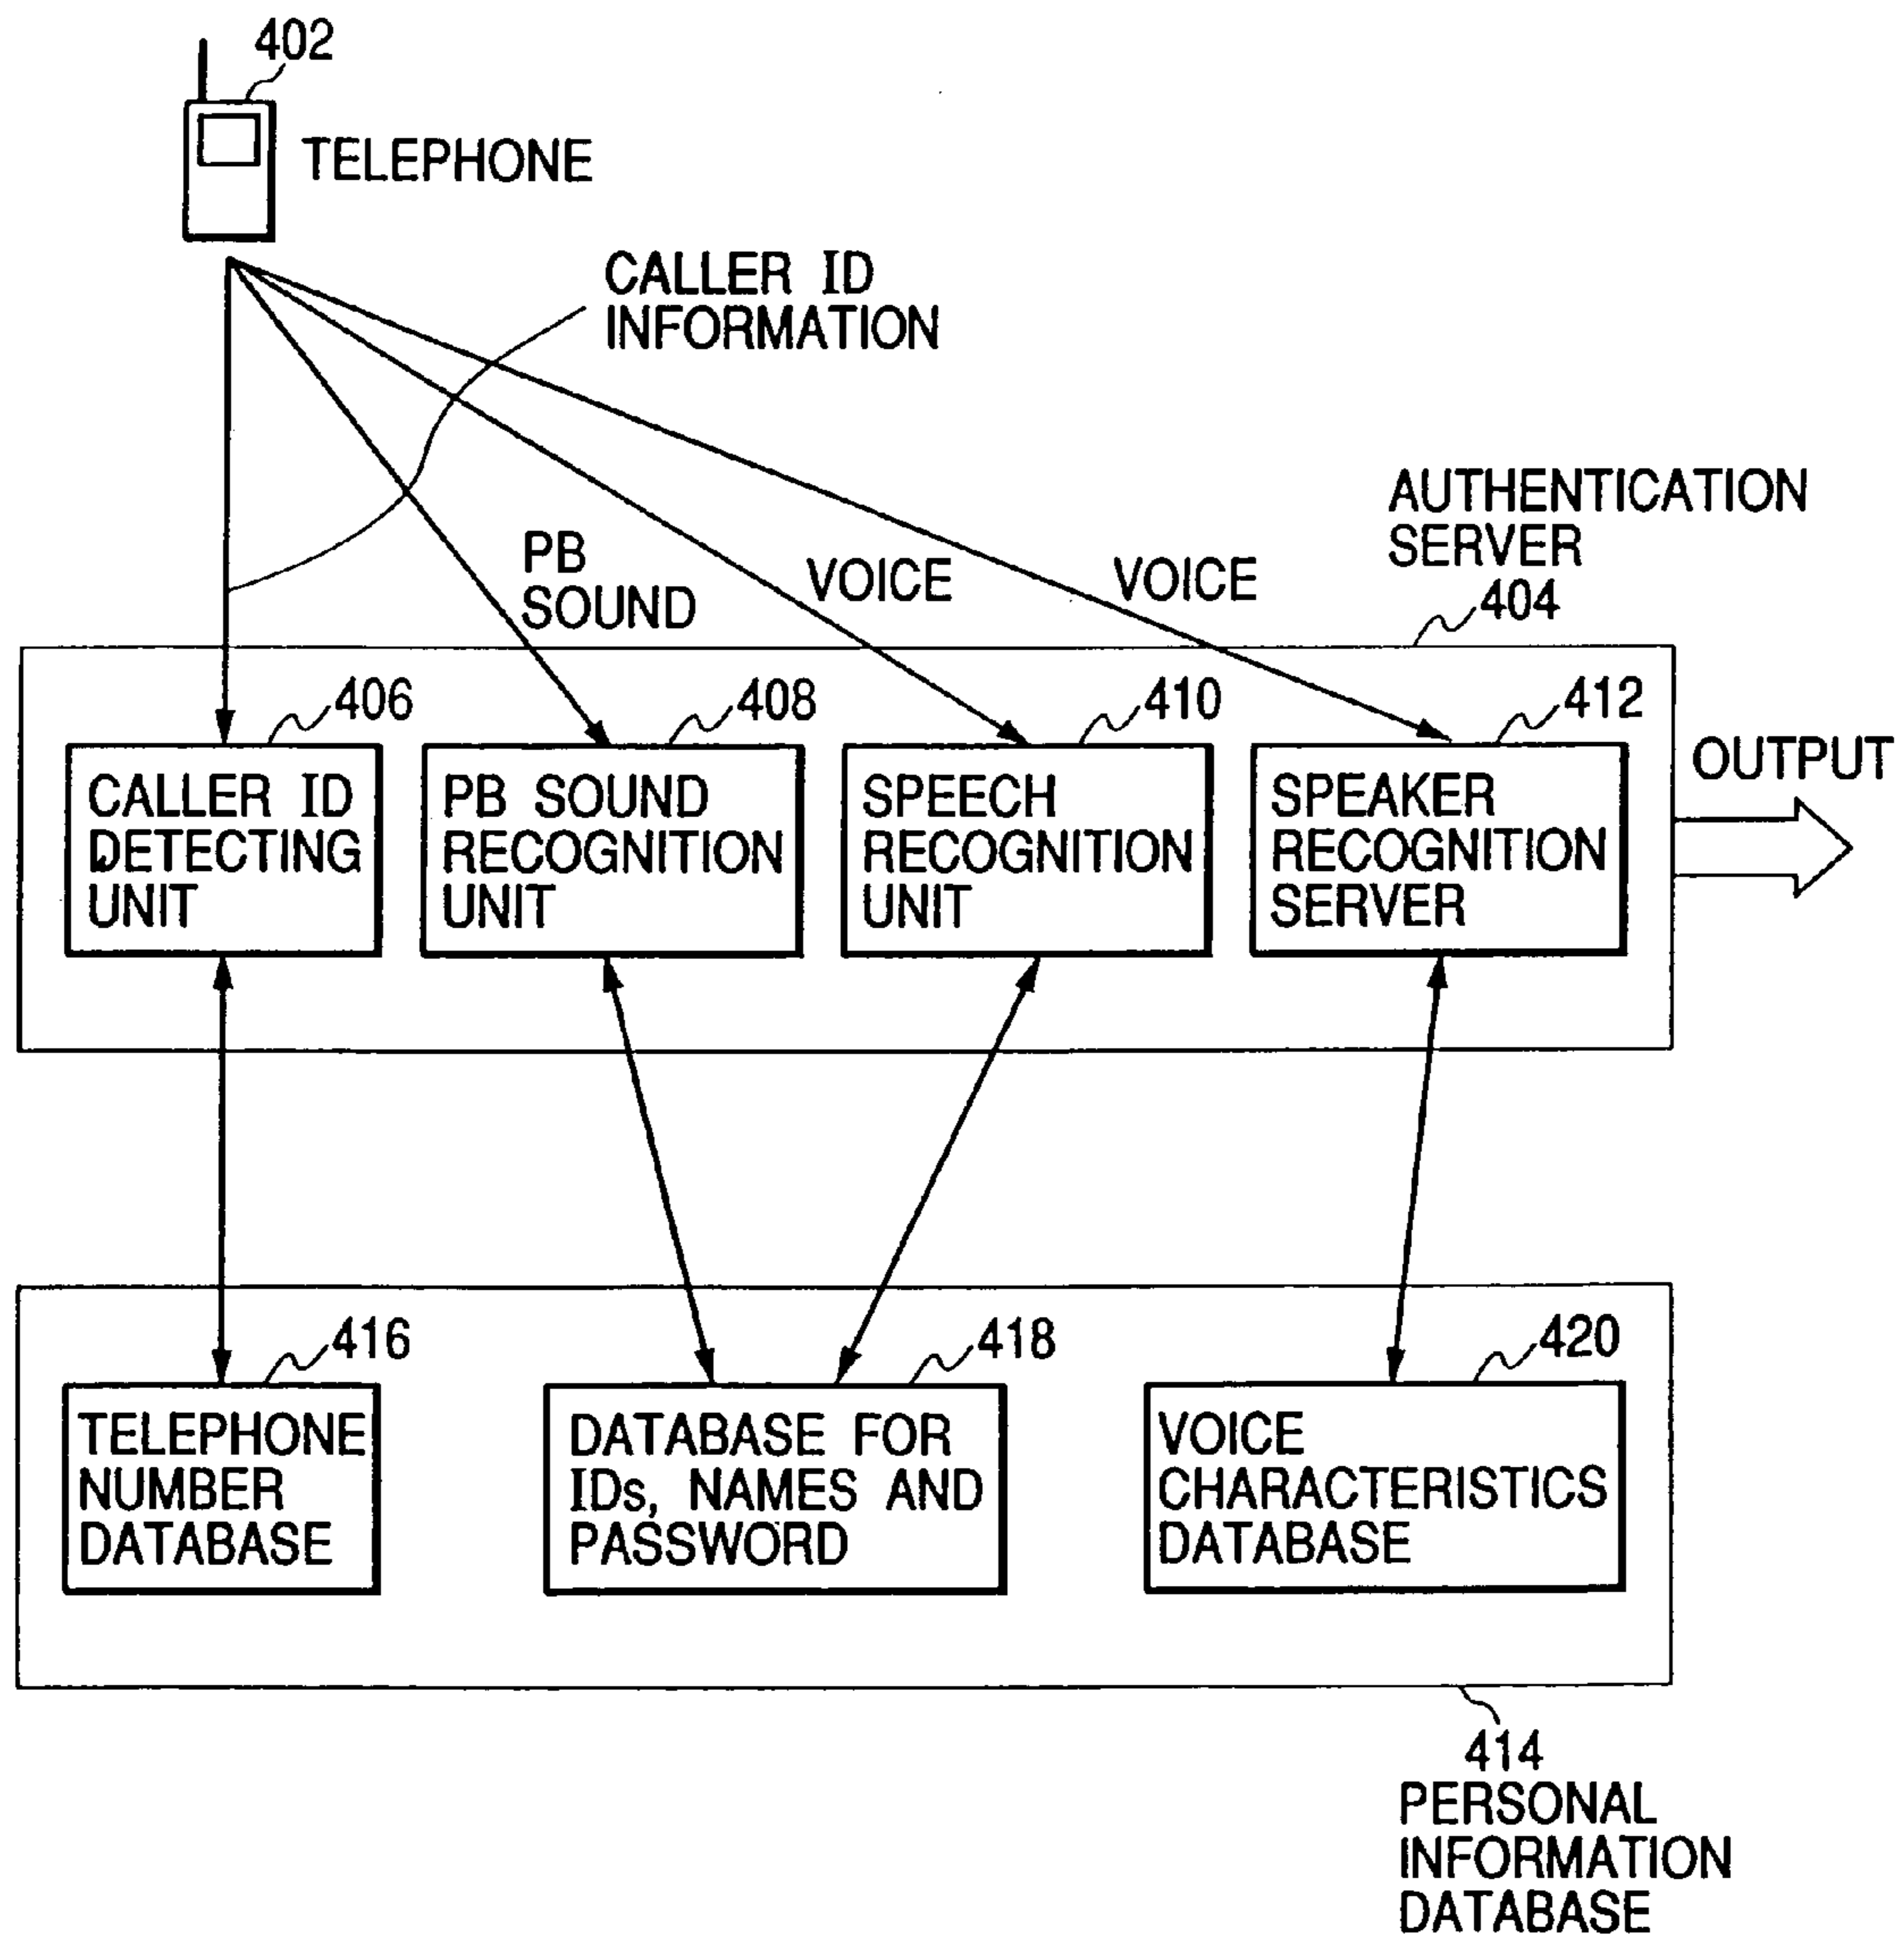 402
TELEPHONE
CALLER ID
INFORMATION
AUTHENTICATION
SERVER
404
PB
SOUND
VOICE
VOICE
406
408
410
412
CALLER ID
DETECTING
UNIT
PB SOUND
RECOGNITION
UNIT
SPEECH
RECOGNITION
UNIT
SPEAKER
RECOGNITION
SERVER
OUTPUT
416
418
420
TELEPHONE
NUMBER
DATABASE
DATABASE FOR
IDs, NAMES AND
PASSWORD
VOICE
CHARACTERISTICS
DATABASE
414
PERSONAL
INFORMATION
DATABASE